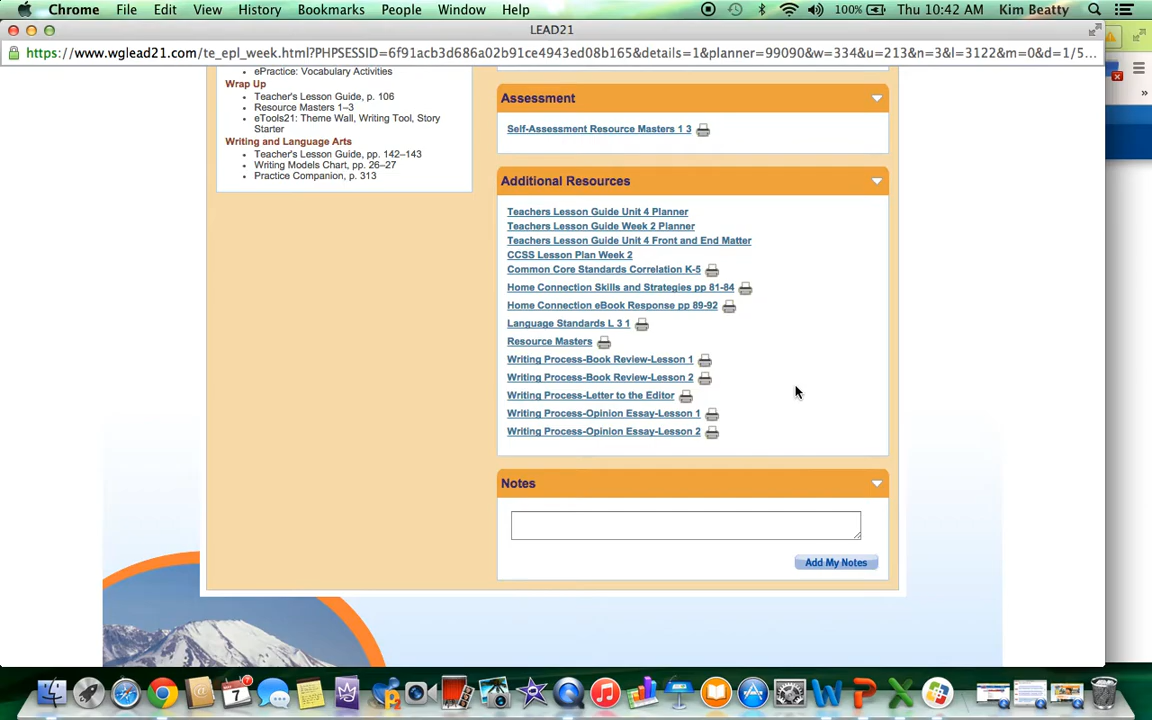 Chrome File Edit View History Bookmarks People Window Help 100% Thu 10:42 AM Kim Beatty
LEAD21
https://www.wglead21.com/te_epl_week.html?PHPSESSID=6f91acb3d686a02b91ce4943ed08b165&details=1&planner=99090&w=334&u=213&n=3&l=3122&m=0&d=1/5...
ePractice: Vocabulary Activities
Wrap Up
Teacher's Lesson Guide, p. 106
Resource Masters 1–3
eTools21: Theme Wall, Writing Tool, Story
Starter
Writing and Language Arts
Teacher's Lesson Guide, pp. 142–143
Writing Models Chart, pp. 26–27
Practice Companion, p. 313
Assessment
Self-Assessment Resource Masters 1 3
Additional Resources
Teachers Lesson Guide Unit 4 Planner
Teachers Lesson Guide Week 2 Planner
Teachers Lesson Guide Unit 4 Front and End Matter
CCSS Lesson Plan Week 2
Common Core Standards Correlation K-5
Home Connection Skills and Strategies pp 81-84
Home Connection eBook Response pp 89-92
Language Standards L 3 1
Resource Masters
Writing Process-Book Review-Lesson 1
Writing Process-Book Review-Lesson 2
Writing Process-Letter to the Editor
Writing Process-Opinion Essay-Lesson 1
Writing Process-Opinion Essay-Lesson 2
Notes
Add My Notes